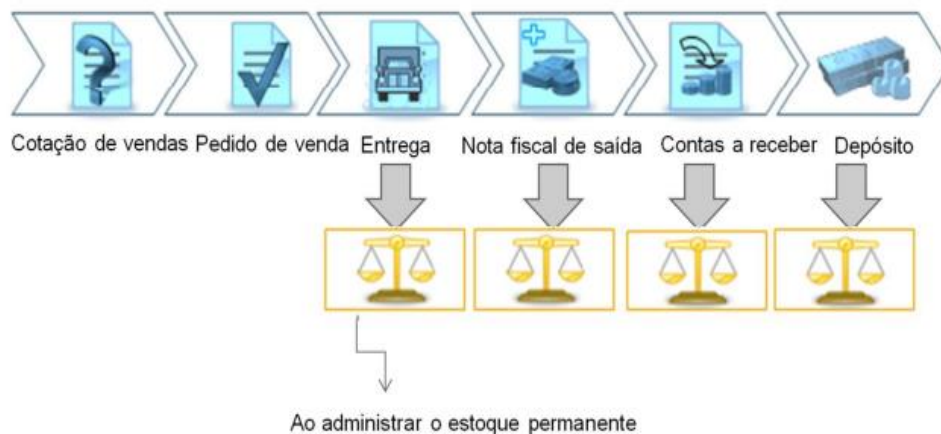 Cotação de vendas Pedido de venda Entrega Nota fiscal de saída Contas a receber Depósito
Ao administrar o estoque permanente